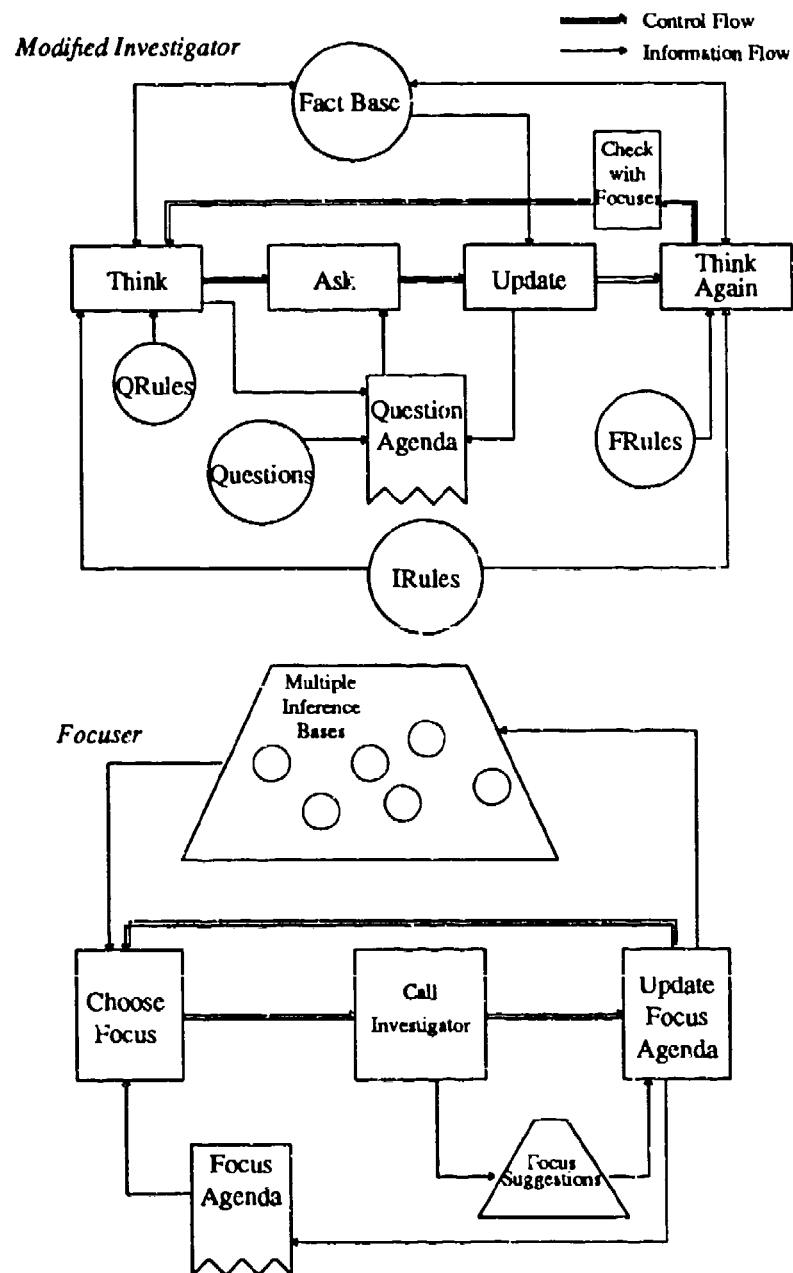 Control Flow
Modified Investigator
Information Flow
Fact Base
Check
with
Focuser
Think
Ask
Update
Think
Again
QRules
Question
Agenda
FRules
Questions
IRules
Multiple
Inference
Bases
Focuser
Choose
Focus
Call
Investigator
Update
Focus
Agenda
Focus
Agenda
Focus
Suggestions